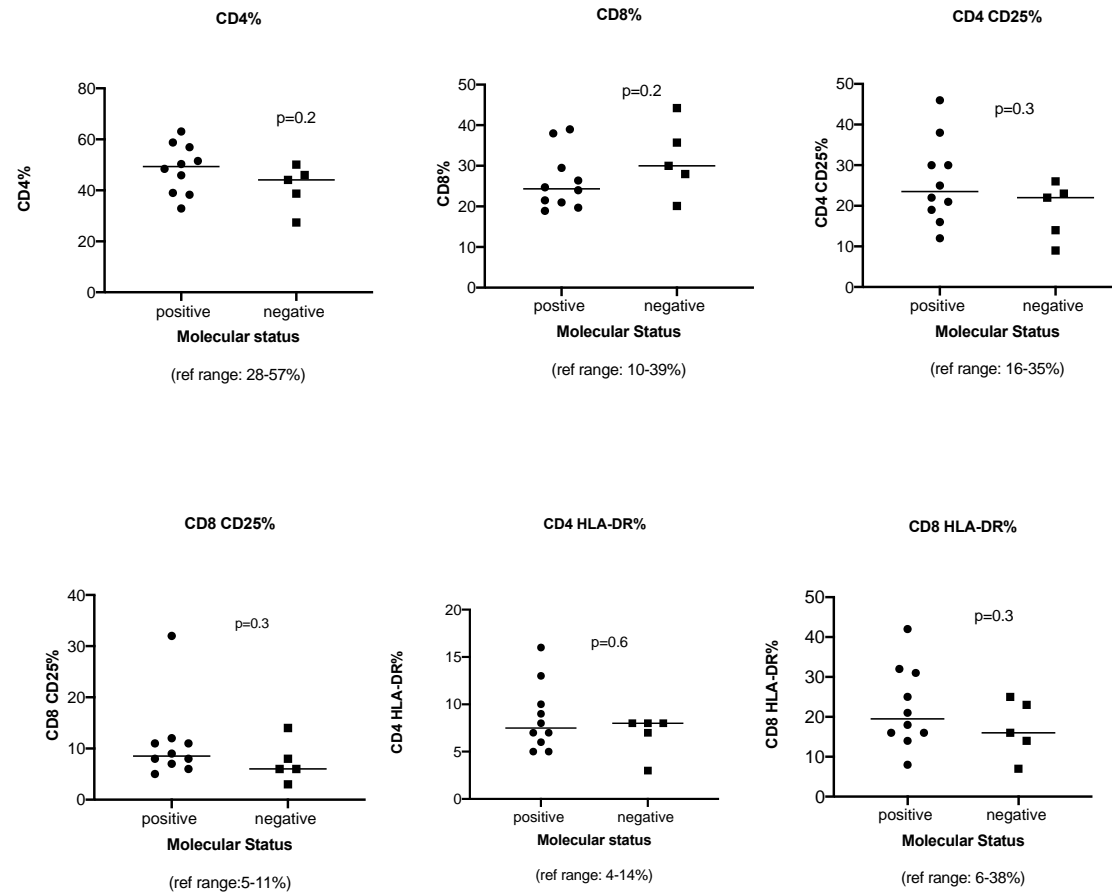 CD4%
CD4%
80
60
40
20
0
p=0.2
positive negative
Molecular status
(ref range: 28-57%)
CD8%
CD8%
50
40
30
20
10
0
p=0.2
postive negative
Molecular Status
(ref range: 10-39%)
CD4 CD25%
CD4 CD25%
50
40
30
20
10
0
p=0.3
positive negative
Molecular Status
(ref range: 16-35%)
CD8 CD25%
CD8 CD25%
40
30
20
10
0
p=0.3
positive negative
Molecular Status
(ref range:5-11%)
CD4 HLA-DR%
CD4 HLA-DR%
20
15
10
5
0
p=0.6
positive negative
Molecular status
(ref range: 4-14%)
CD8 HLA-DR%
CD8 HLA-DR%
50
40
30
20
10
0
p=0.3
positive negative
Molecular Status
(ref range: 6-38%)